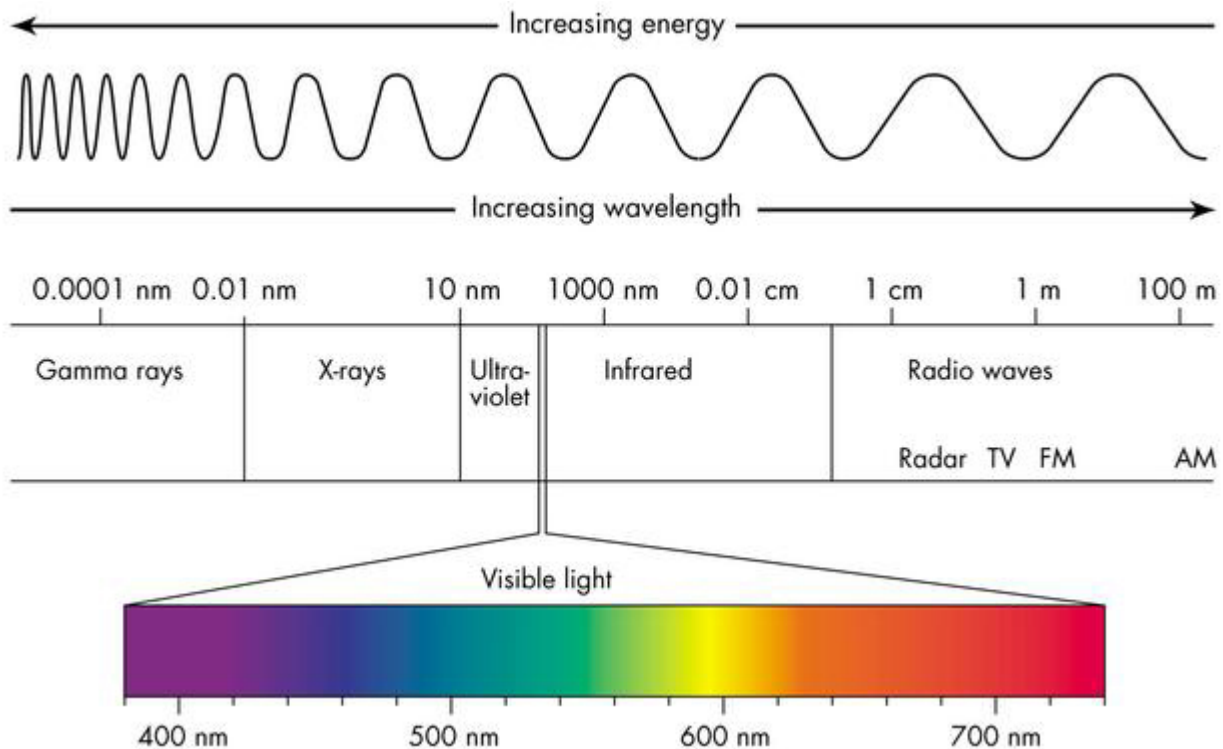 Increasing energy
Increasing wavelength
0.0001 nm 0.01 nm 10 nm 1000 nm 0.01 cm 1 cm 1 m 100 m
Gamma rays X-rays Ultra-
violet Infrared Radio waves
Radar TV FM AM
Visible light
400 nm 500 nm 600 nm 700 nm